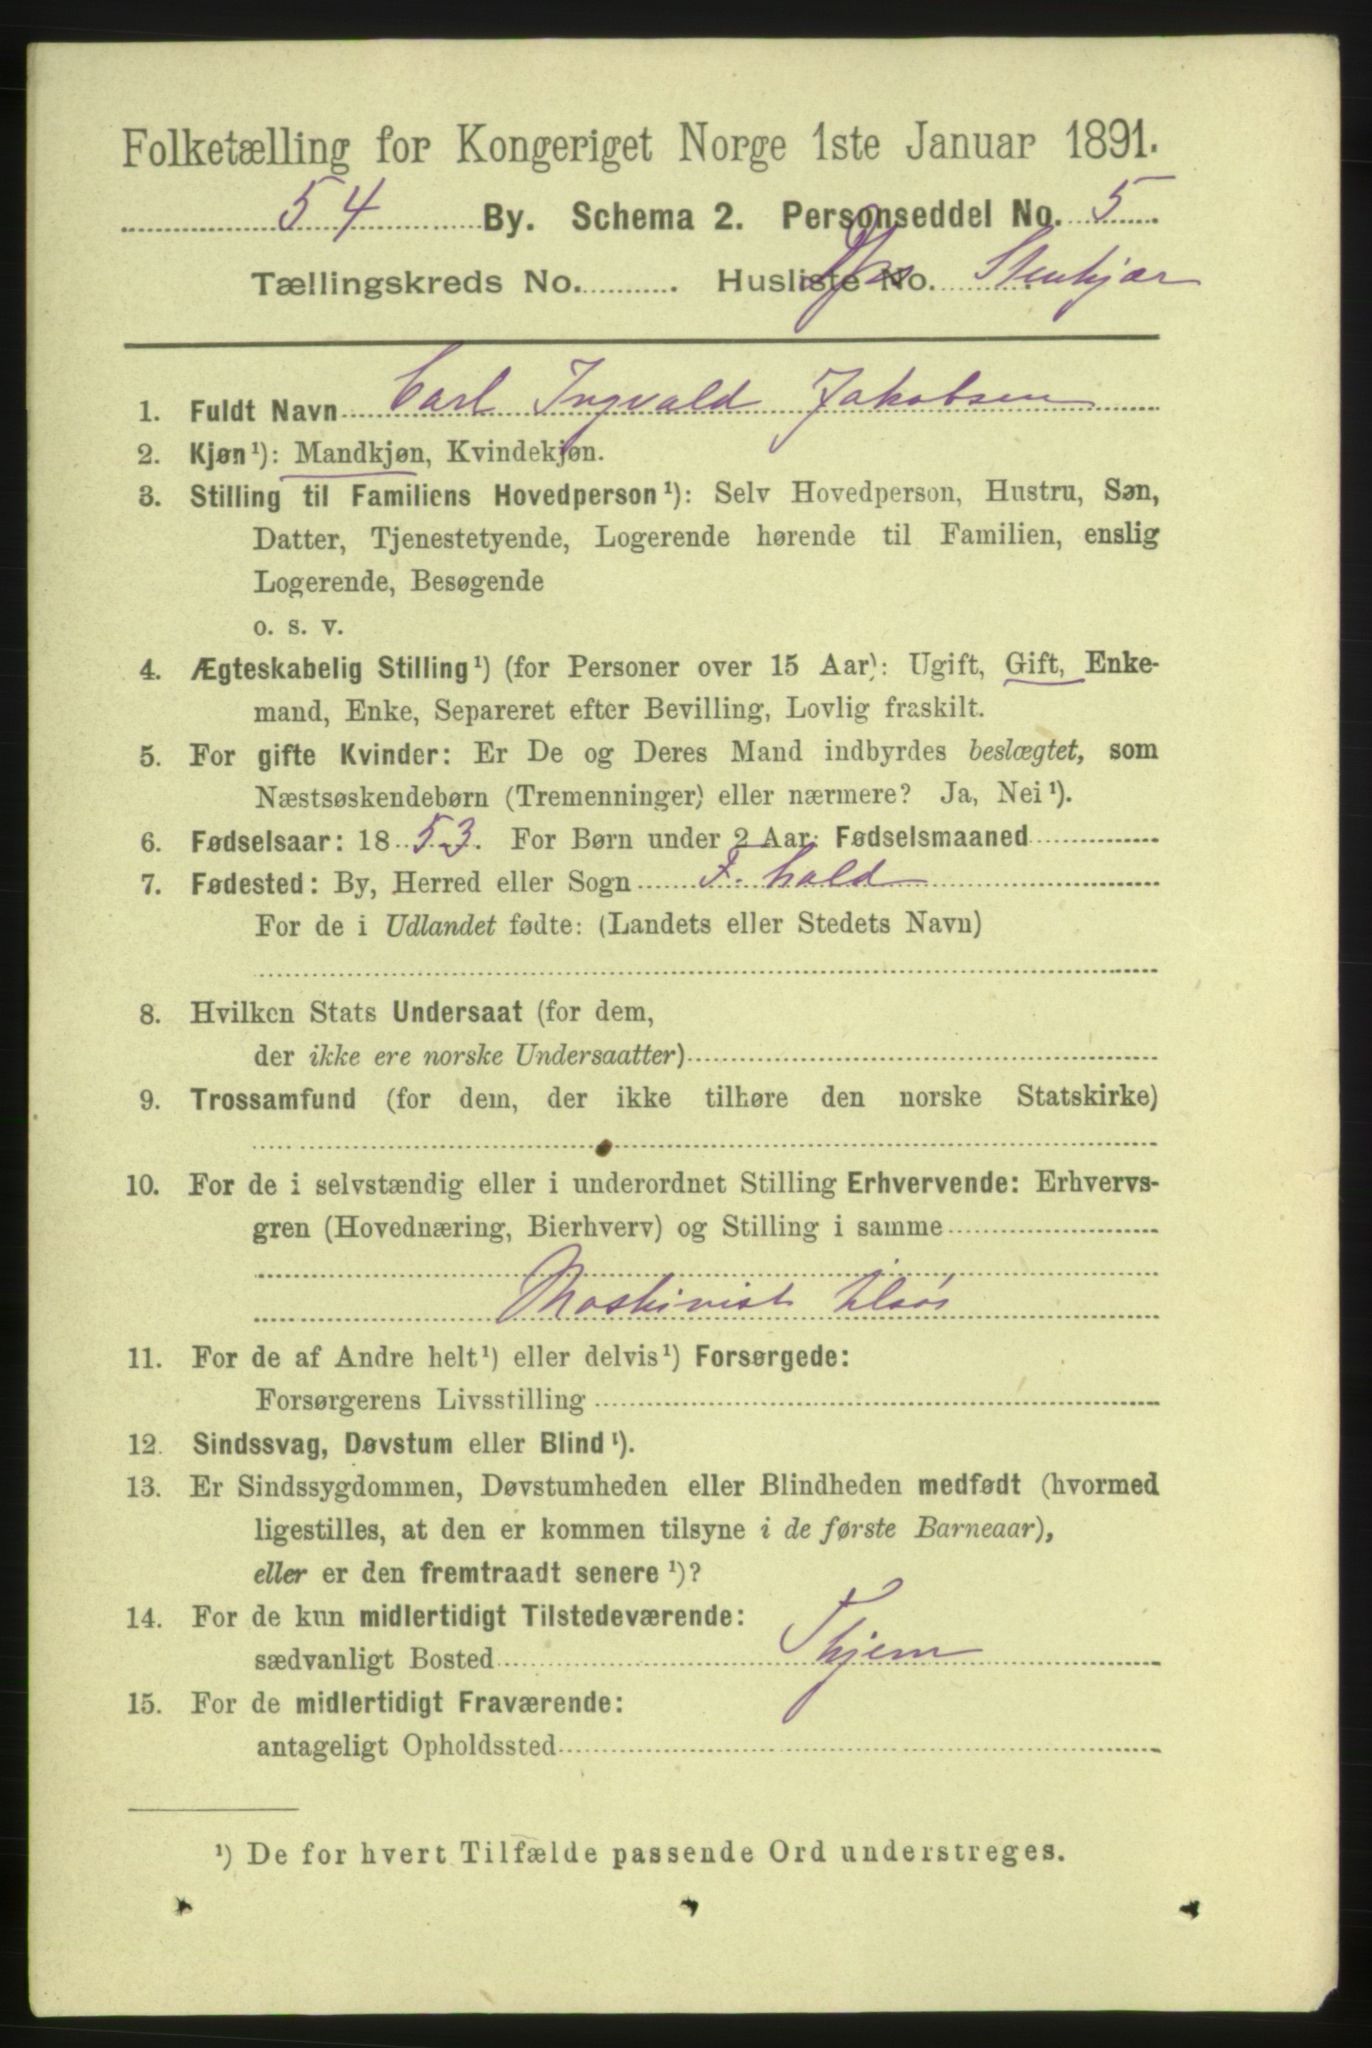 Folketælling for Kongeriget Norge 1ste Januar 1891.
54 By. Schema 2. Personseddel No. 5
Tællingskreds No. . Husliste No. Stenkjær
1. Fuldt Navn Carl Ingvald Jakobsen
2. Kjøn¹): Mandkjøn, Kvindekjøn.
3. Stilling til Familiens Hovedperson¹): Selv Hovedperson, Hustru, Søn,
Datter, Tjenestetyende, Logerende hørende til Familien, enslig
Logerende, Besøgende
o. s. v.
4. Ægteskabelig Stilling¹) (for Personer over 15 Aar): Ugift, Gift, Enke-
mand, Enke, Separeret efter Bevilling, Lovlig fraskilt.
5. For gifte Kvinder: Er De og Deres Mand indbyrdes beslægtet, som
Næstsøskendebørn (Tremenninger) eller nærmere? Ja, Nei¹).
6. Fødselsaar: 1853. For Børn under 2 Aar: Fødselsmaaned
7. Fødested: By, Herred eller Sogn F. hald
For de i Udlandet fødte: (Landets eller Stedets Navn)
8. Hvilken Stats Undersaat (for dem,
der ikke ere norske Undersaatter)
9. Trossamfund (for dem, der ikke tilhøre den norske Statskirke)
10. For de i selvstændig eller i underordnet Stilling Erhvervende: Erhvervs-
gren (Hovednæring, Bierhverv) og Stilling i samme
Maskinist tilsøs
11. For de af Andre helt¹) eller delvis¹) Forsørgede:
Forsørgerens Livsstilling
12. Sindssvag, Døvstum eller Blind¹).
13. Er Sindssygdommen, Døvstumheden eller Blindheden medfødt (hvormed
ligestilles, at den er kommen tilsyne i de første Barneaar),
eller er den fremtraadt senere¹)?
14. For de kun midlertidigt Tilstedeværende:
sædvanligt Bosted Thjem
15. For de midlertidigt Fraværende:
antageligt Opholdssted
¹) De for hvert Tilfælde passende Ord understreges.